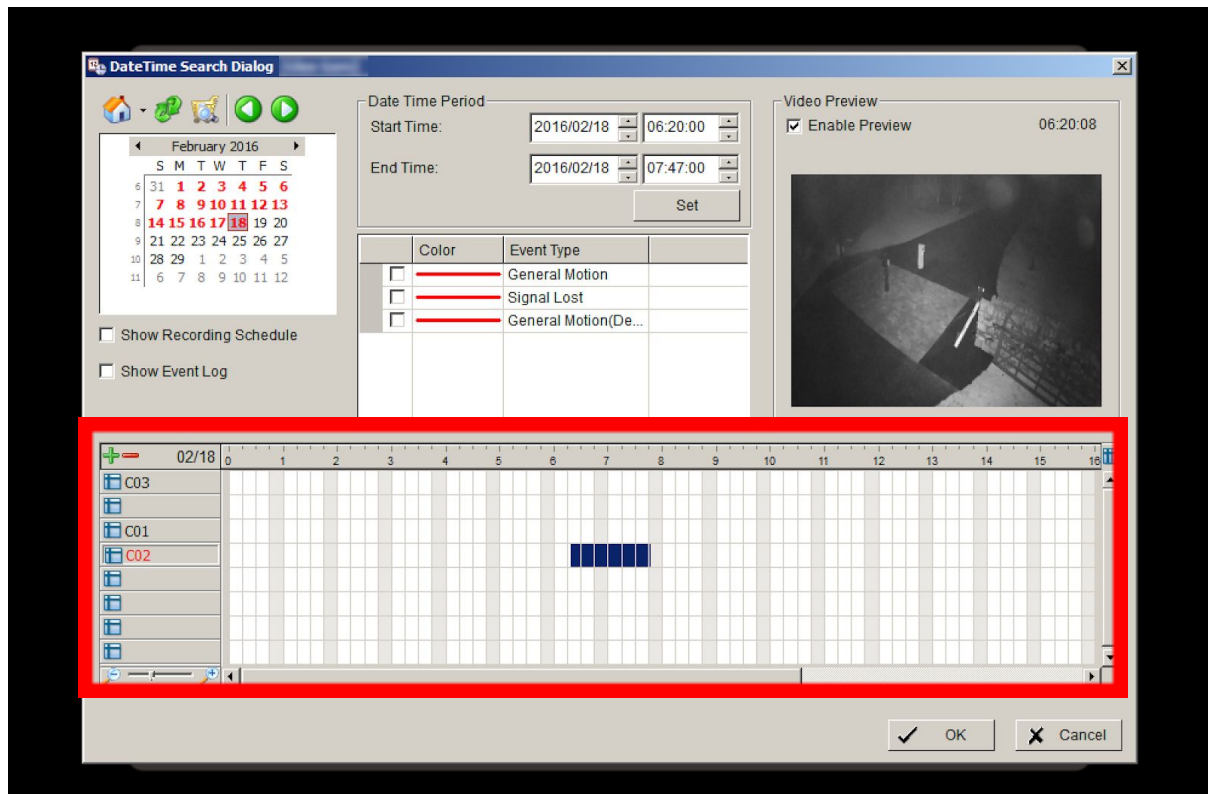 DateTime Search Dialog
Date Time Period
Start Time: 2016/02/18 06:20:00
End Time: 2016/02/18 07:47:00
Set
Video Preview
Enable Preview 06:20:08
February 2016
S M T W T F S
6 31 1 2 3 4 5 6
7 7 8 9 10 11 12 13
8 14 15 16 17 18 19 20
9 21 22 23 24 25 26 27
10 28 29 1 2 3 4 5
11 6 7 8 9 10 11 12
Show Recording Schedule
Show Event Log
Color Event Type
General Motion
Signal Lost
General Motion(De...
02/18 0 1 2 3 4 5 6 7 8 9 10 11 12 13 14 15 16
C03
C01
C02
OK Cancel